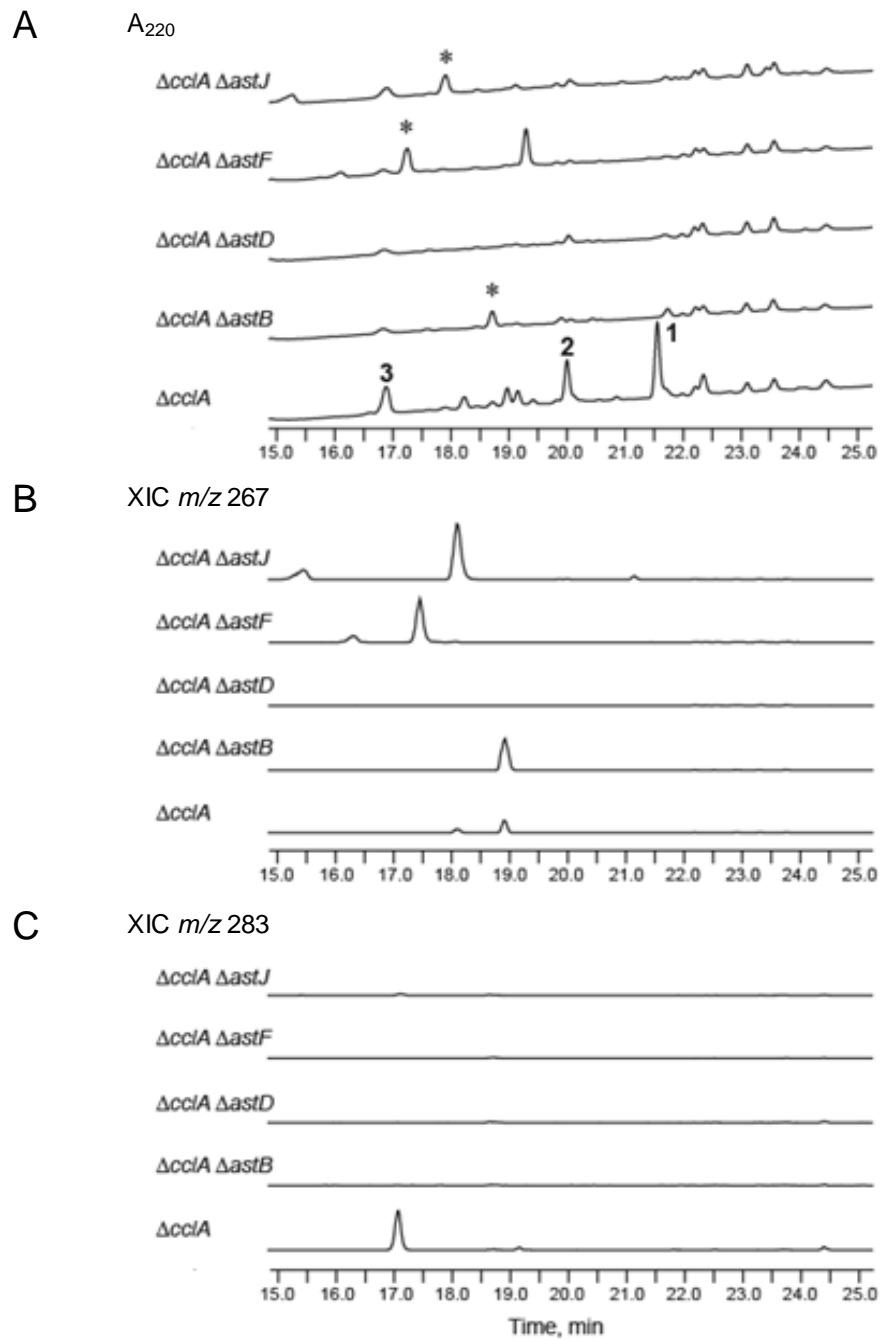 A A₂₂₀
*
ΔcclA ΔastJ
*
ΔcclA ΔastF
ΔcclA ΔastD
*
ΔcclA ΔastB
3 2 1
ΔcclA
15.0 16.0 17.0 18.0 19.0 20.0 21.0 22.0 23.0 24.0 25.0
B XIC m/z 267
ΔcclA ΔastJ
ΔcclA ΔastF
ΔcclA ΔastD
ΔcclA ΔastB
ΔcclA
15.0 16.0 17.0 18.0 19.0 20.0 21.0 22.0 23.0 24.0 25.0
C XIC m/z 283
ΔcclA ΔastJ
ΔcclA ΔastF
ΔcclA ΔastD
ΔcclA ΔastB
ΔcclA
15.0 16.0 17.0 18.0 19.0 20.0 21.0 22.0 23.0 24.0 25.0
Time, min